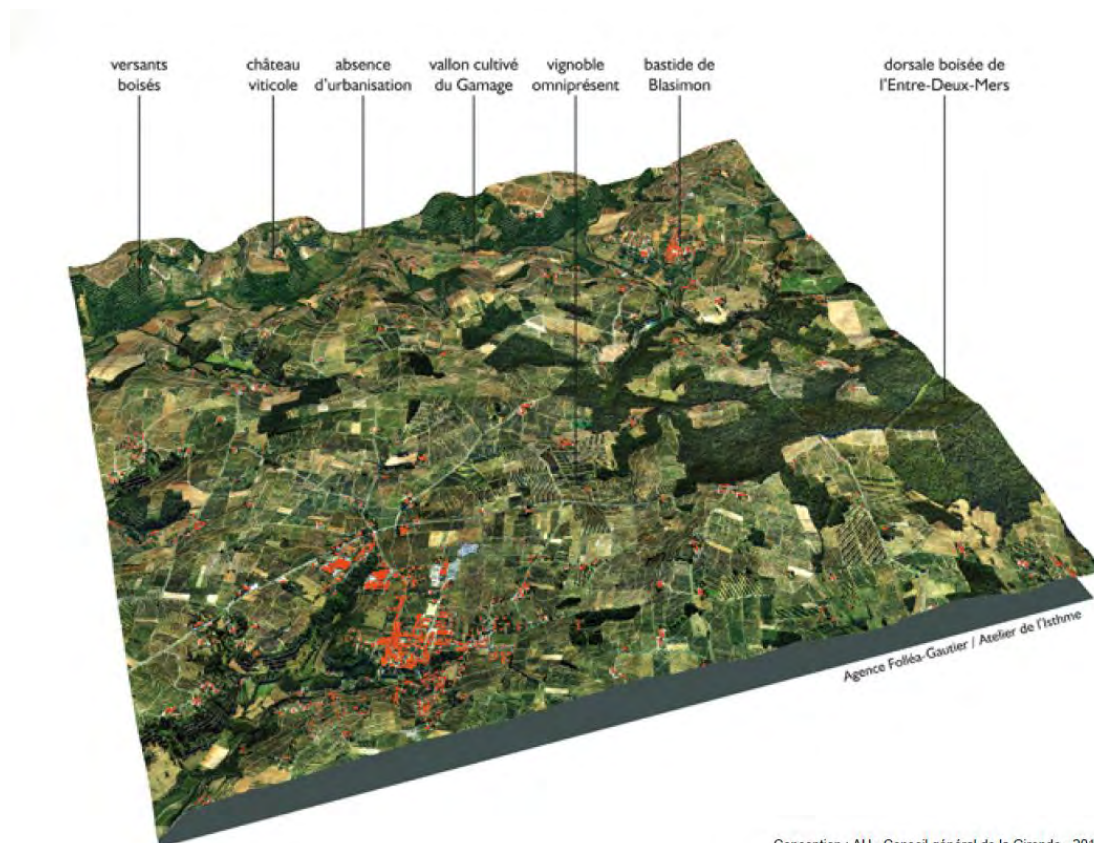 versants
boisés
château
viticole
absence
d'urbanisation
vallon cultivé
du Gamage
vignoble
omniprésent
bastide de
Blasimon
dorsale boisée de
l'Entre-Deux-Mers
Agence Folléa-Gautier / Atelier de l'Isthme